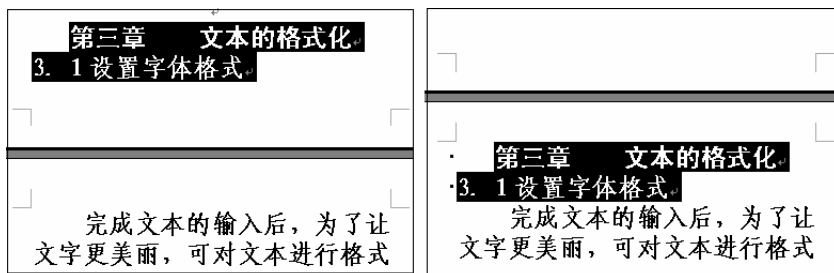 第三章 文本的格式化
3. 1 设置字体格式
完成文本的输入后，为了让
文字更美丽，可对文本进行格式
第三章 文本的格式化
3. 1 设置字体格式
完成文本的输入后，为了让
文字更美丽，可对文本进行格式